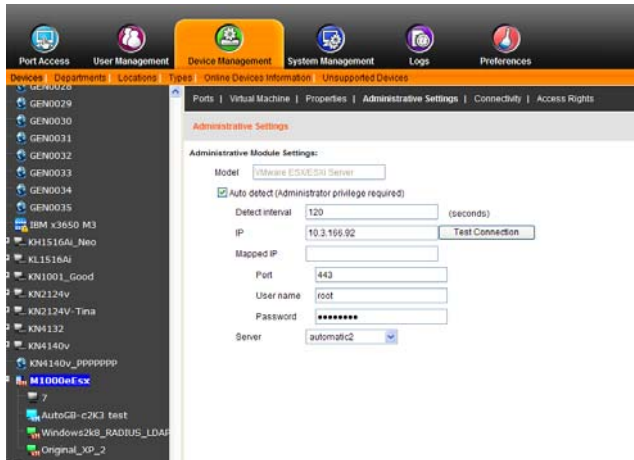 Port Access User Management Device Management System Management Logs Preferences
Devices Departments Locations Types Online Devices Information Unsupported Devices
Ports | Virtual Machine | Properties | Administrative Settings | Connectivity | Access Rights
Administrative Settings
Administrative Module Settings:
Model VMware ESX/ESXi Server
Auto detect (Administrator privilege required)
Detect interval 120 (seconds)
IP 10.3.166.92 Test Connection
Mapped IP
Port 443
User name root
Password ••••••••
Server automatic2
GEN0028
GEN0029
GEN0030
GEN0031
GEN0032
GEN0033
GEN0034
GEN0035
IBM x3650 M3
KH1516Ai_Neo
KL1516Ai
KN1001_Good
KN2124v
KN2124V-Tina
KN4132
KN4140v
KN4140v_PPPPPPP
M1000eEsx
7
AutoGB-c2K3 test
Windows2k8_RADIUS_LDAP
Original_XP_2